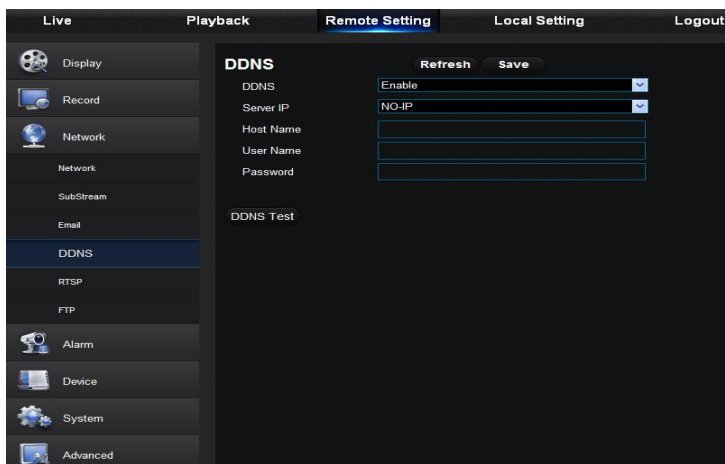 Live Playback Remote Setting Local Setting Logout
Display
Record
Network
Network
SubStream
Email
DDNS
RTSP
FTP
Alarm
Device
System
Advanced
DDNS Refresh Save
DDNS Enable
Server IP NO-IP
Host Name
User Name
Password
DDNS Test